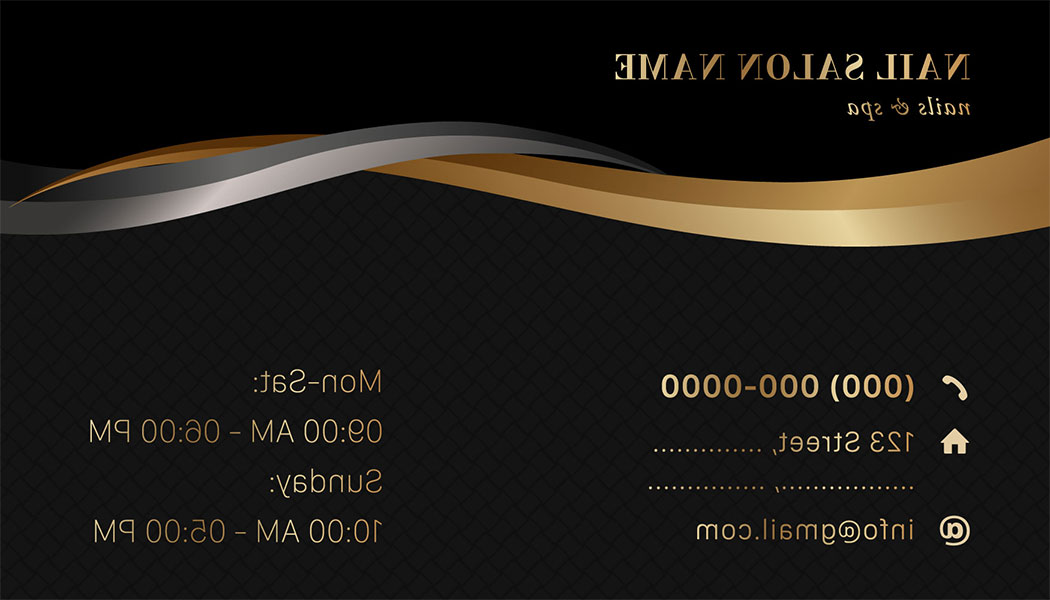 NAIL SALON NAME
nails & spa
(000) 000-0000
123 Street, ..............
.................., ...............
info@gmail.com
Mon-Sat:
09:00 AM - 06:00 PM
Sunday:
10:00 AM - 05:00 PM